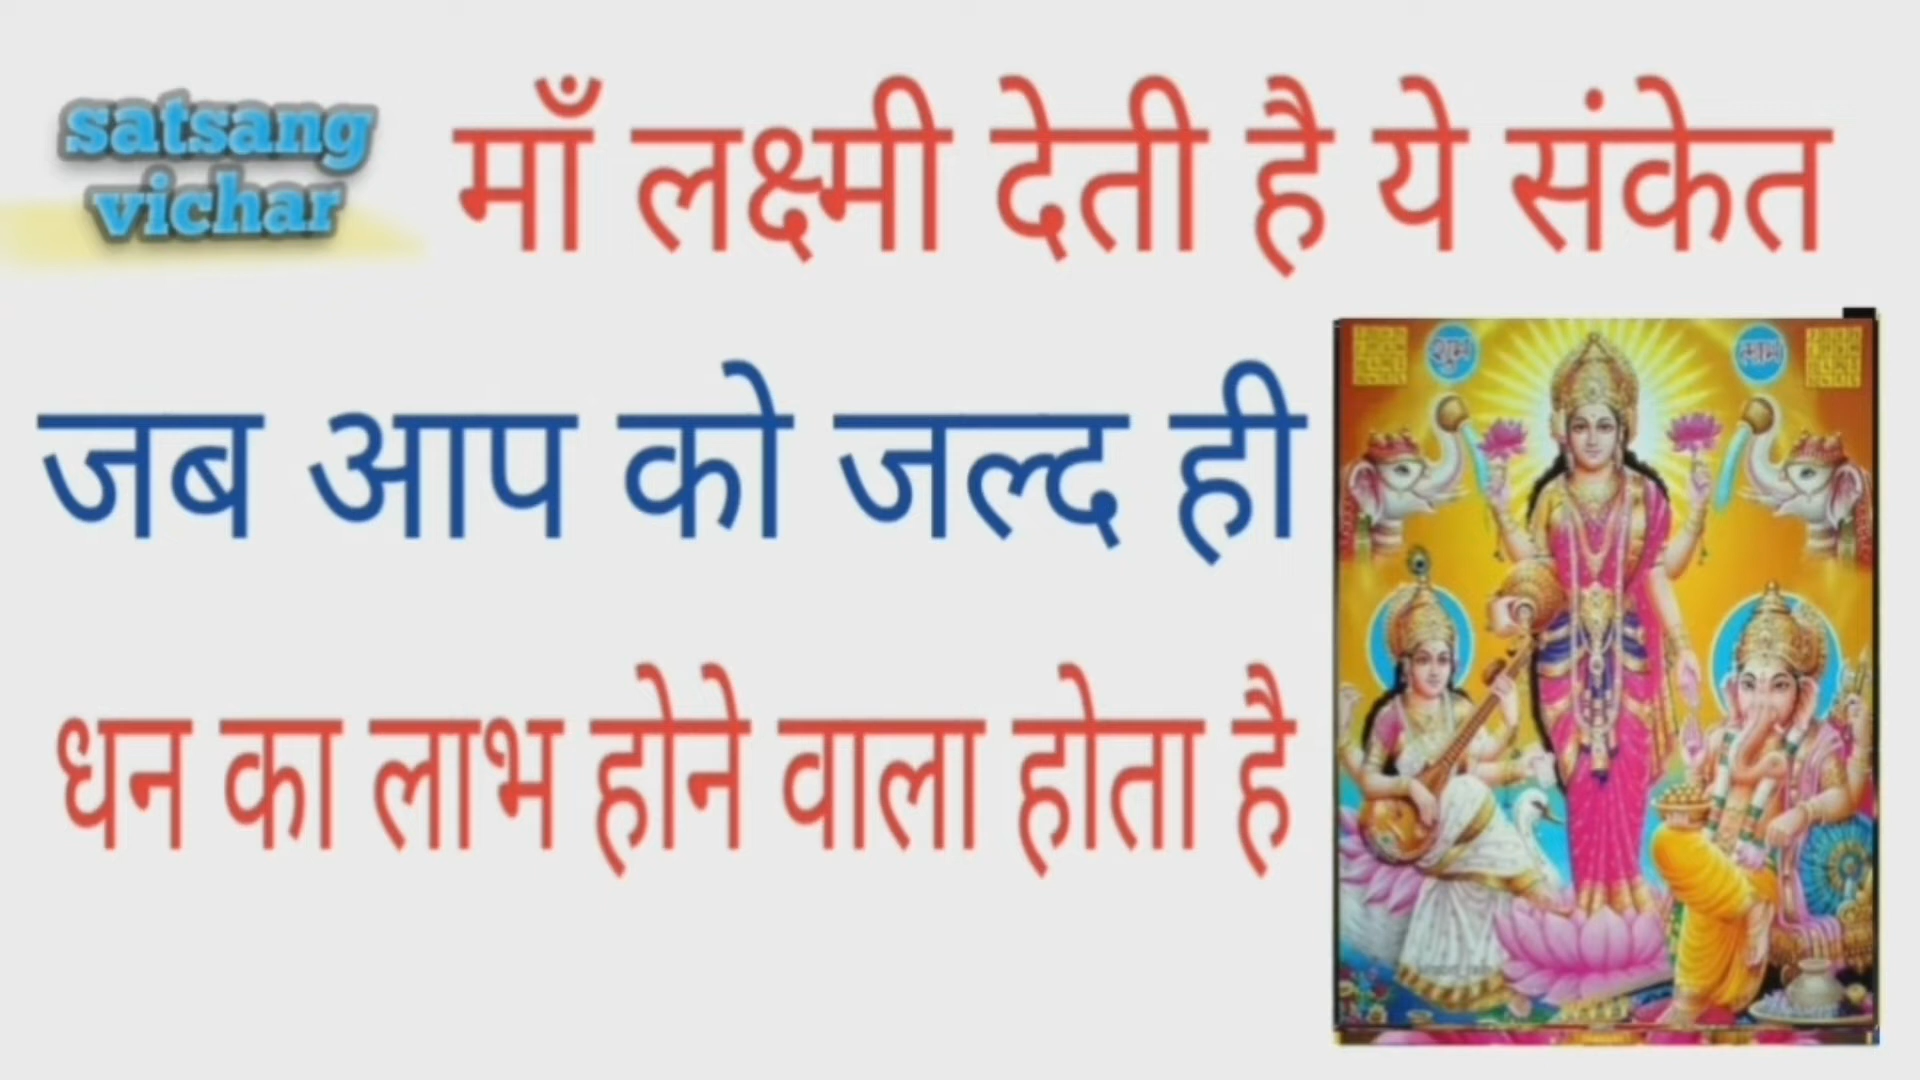 satsang
vichar
माँ लक्ष्मी देती है ये संकेत
जब आप को जल्द ही
धन का लाभ होने वाला होता है
शुभ
लाभ